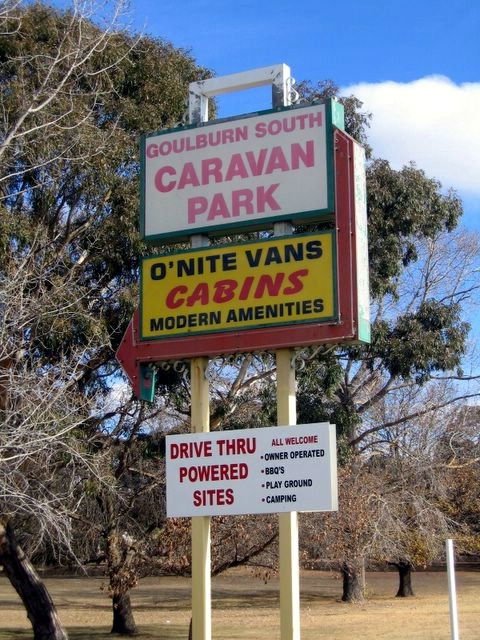 GOULBURN SOUTH
CARAVAN
PARK
O'NITE VANS
CABINS
MODERN AMENITIES
DRIVE THRU
POWERED
SITES
ALL WELCOME
• OWNER OPERATED
• BBQ'S
• PLAY GROUND
• CAMPING